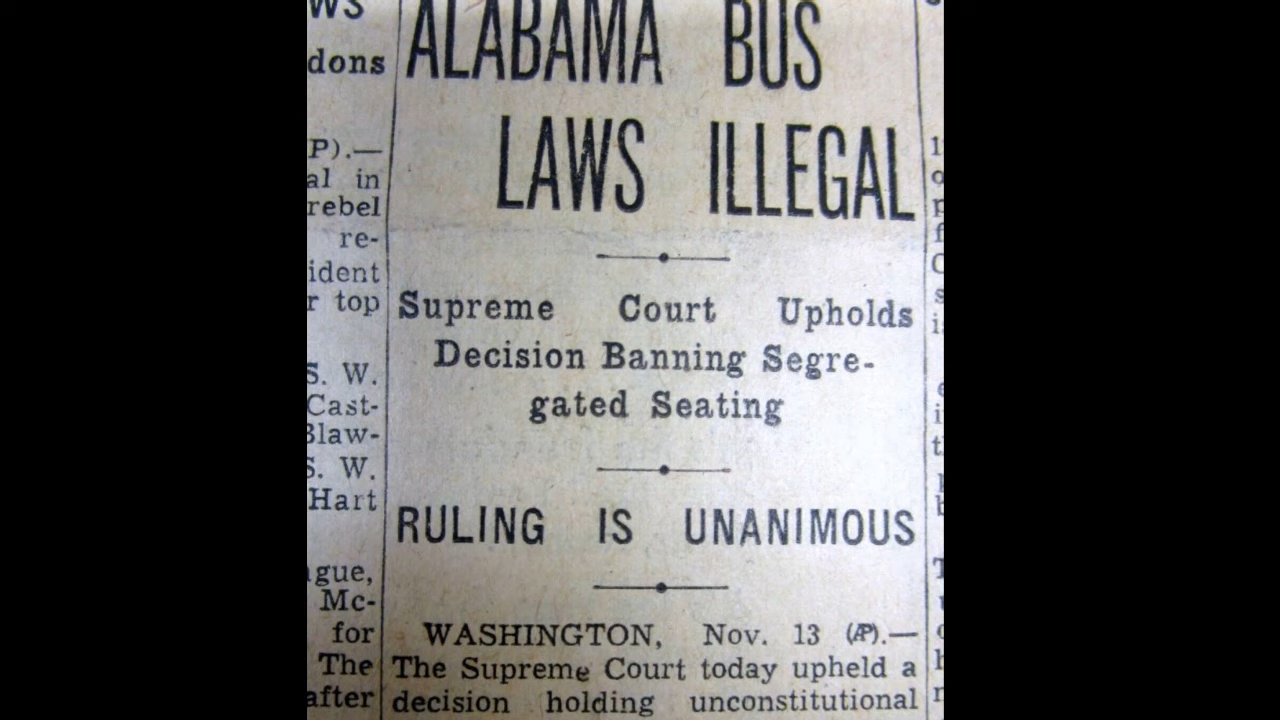 WS
dons
P).—
al in
rebel
re-
ident
r top
S. W.
Cast-
Blaw-
S. W.
Hart
gue,
Mc-
for
The
after
ALABAMA BUS
LAWS ILLEGAL
Supreme Court Upholds
Decision Banning Segre-
gated Seating
RULING IS UNANIMOUS
WASHINGTON, Nov. 13 (AP).—
The Supreme Court today upheld a
decision holding unconstitutional